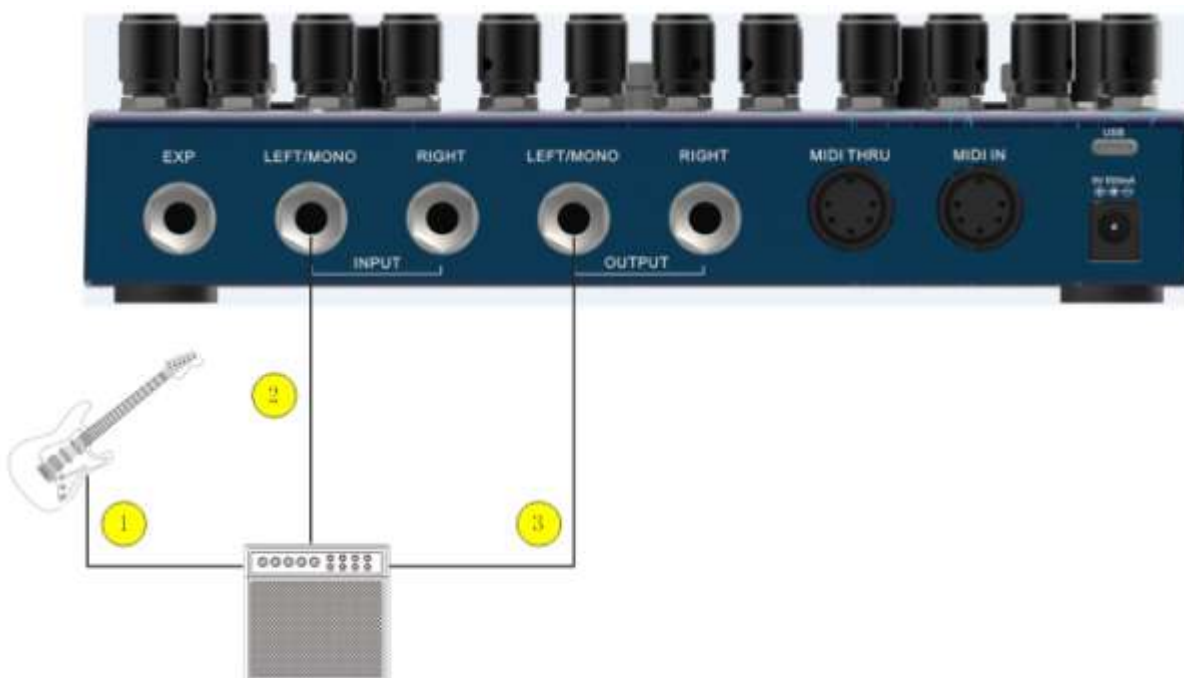 USB
EXP LEFT/MONO RIGHT LEFT/MONO RIGHT MIDI THRU MIDI IN
INPUT OUTPUT
2
1 3